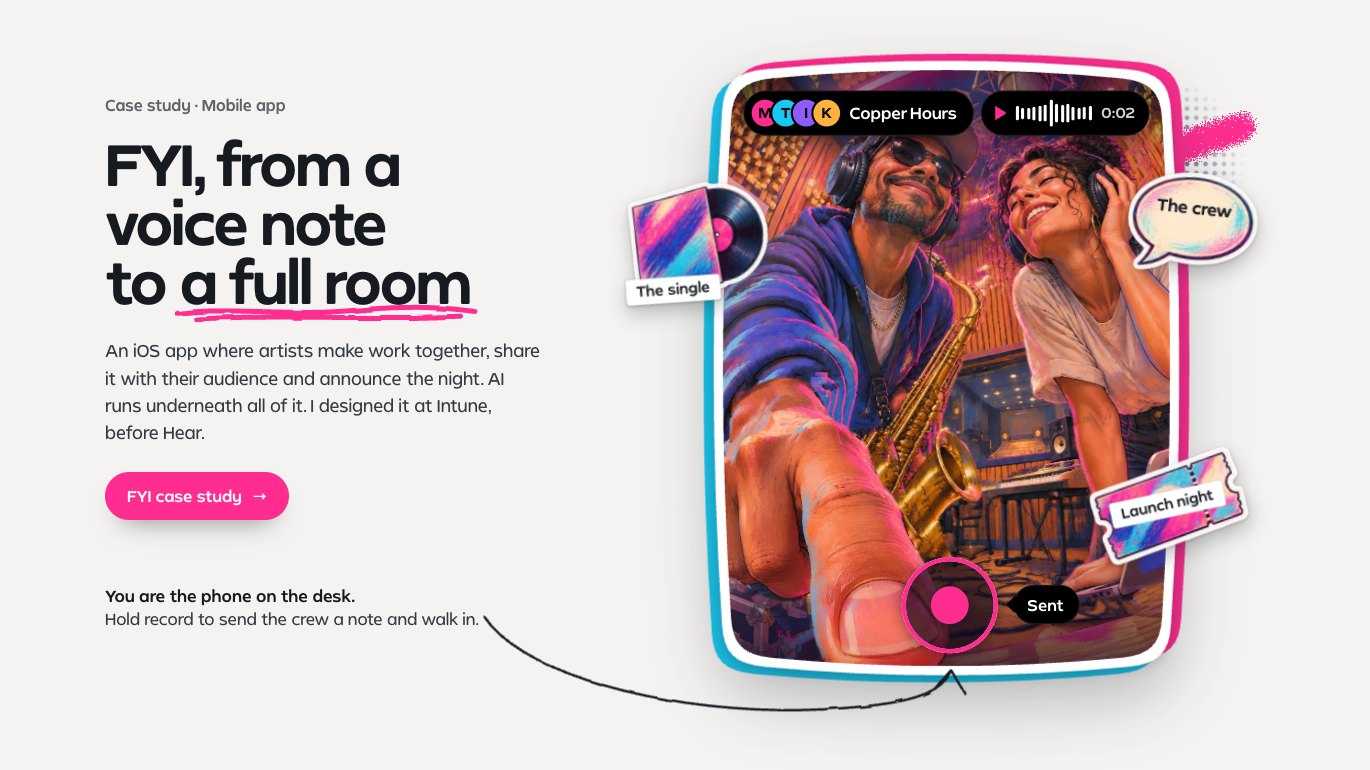 Case study · Mobile app
FYI, from a
voice note
to a full room
An iOS app where artists make work together, share
it with their audience and announce the night. AI
runs underneath all of it. I designed it at Intune,
before Hear.
FYI case study →
You are the phone on the desk.
Hold record to send the crew a note and walk in.
M T I K Copper Hours
0:02
The single
The crew
Launch night
Sent